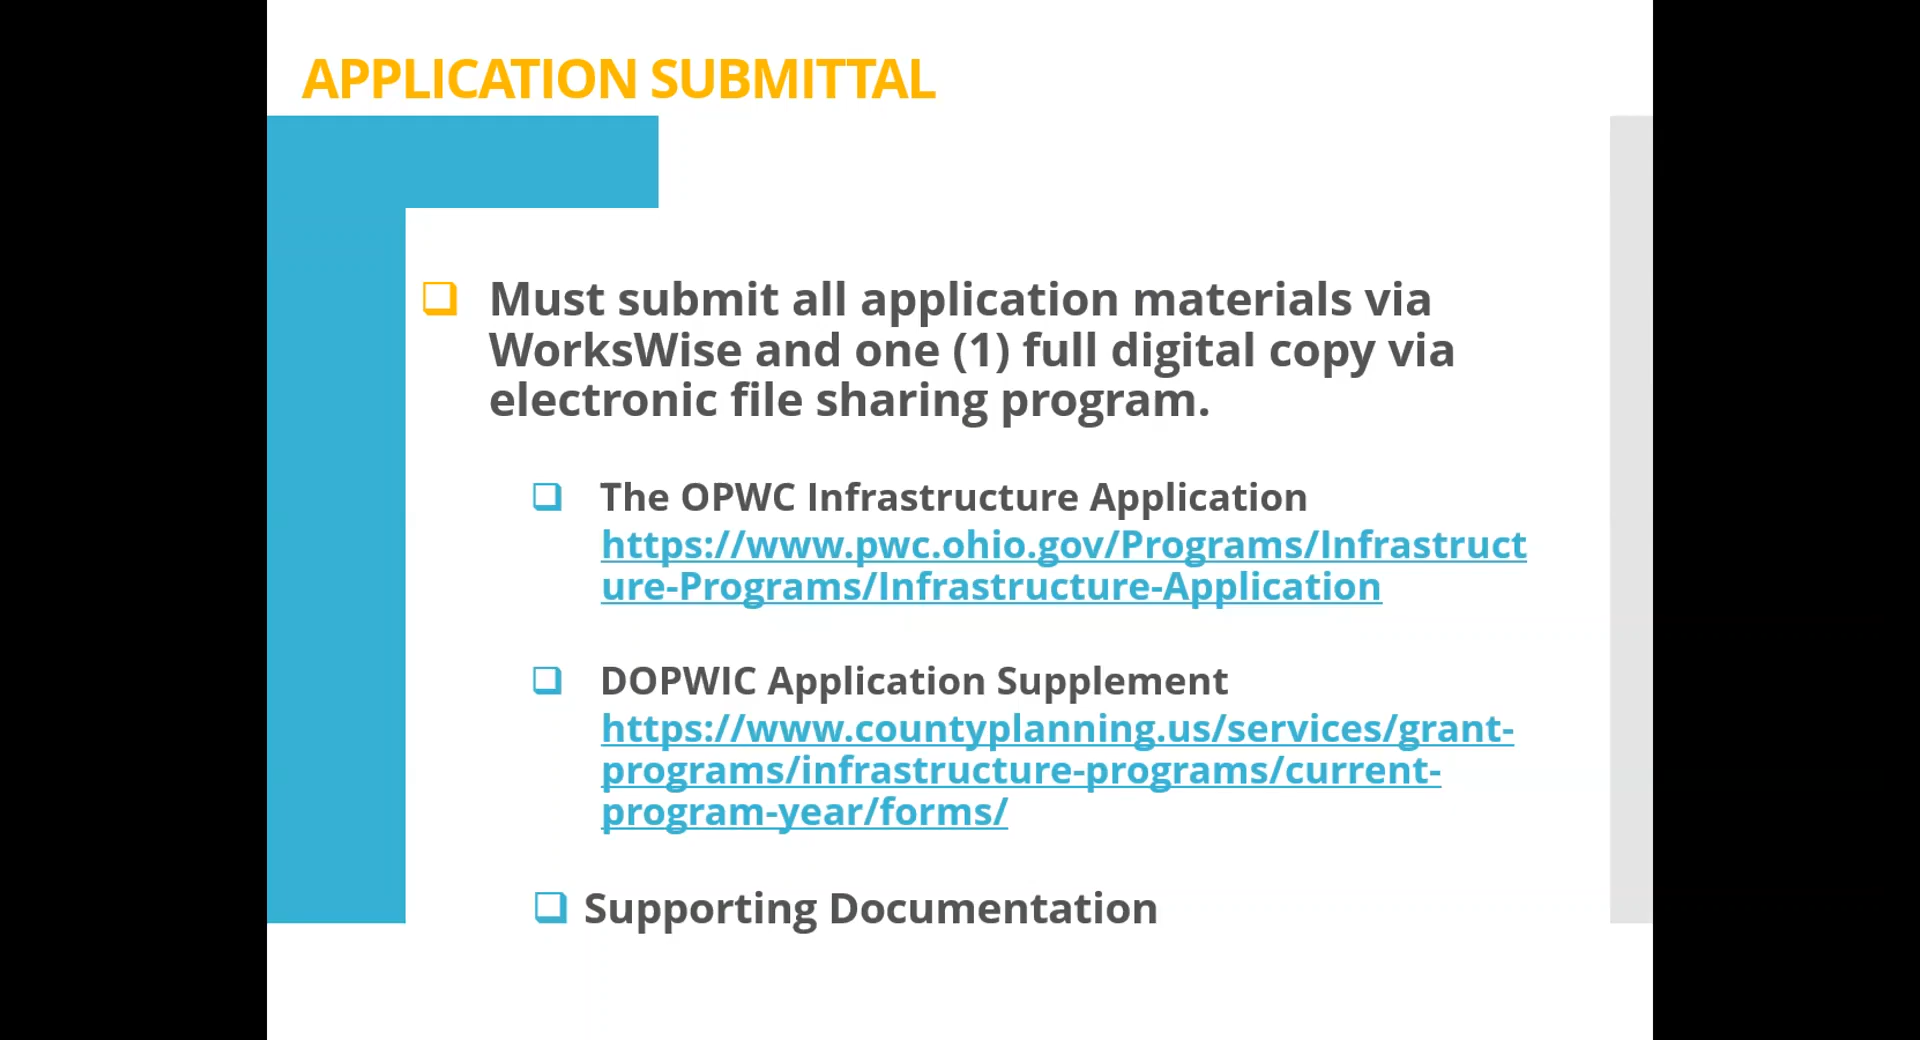 APPLICATION SUBMITTAL
Must submit all application materials via
WorksWise and one (1) full digital copy via
electronic file sharing program.
The OPWC Infrastructure Application
https://www.pwc.ohio.gov/Programs/Infrastruct
ure-Programs/Infrastructure-Application
DOPWIC Application Supplement
https://www.countyplanning.us/services/grant-
programs/infrastructure-programs/current-
program-year/forms/
Supporting Documentation